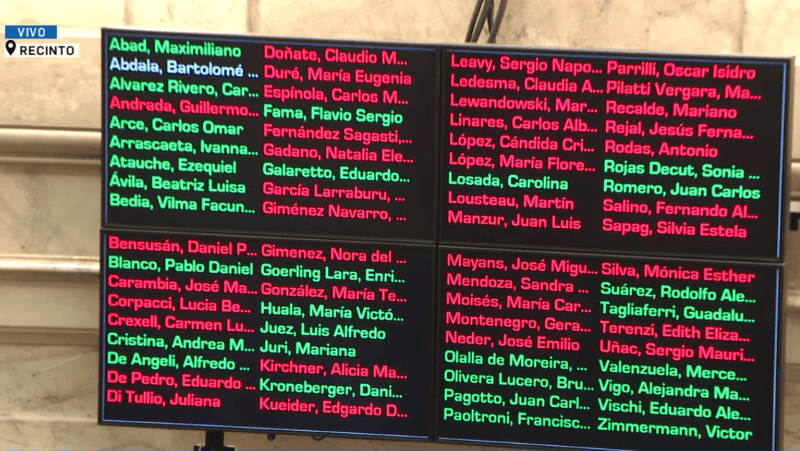 VIVO
RECINTO
Abad, Maximiliano
Abdala, Bartolomé ...
Alvarez Rivero, Car...
Andrada, Guillermo...
Arce, Carlos Omar
Arrascaeta, Ivanna...
Atauche, Ezequiel
Ávila, Beatriz Luisa
Bedia, Vilma Facun...
Doñate, Claudio M...
Duré, María Eugenia
Espínola, Carlos M...
Fama, Flavio Sergio
Fernández Sagasti,...
Gadano, Natalia Ele...
Galaretto, Eduardo...
García Larraburu, ...
Giménez Navarro, ...
Leavy, Sergio Napo...
Ledesma, Claudia A...
Lewandowski, Mar...
Linares, Carlos Alb...
López, Cándida Cri...
López, María Flore...
Losada, Carolina
Lousteau, Martín
Manzur, Juan Luis
Parrilli, Oscar Isidro
Pilatti Vergara, Ma...
Recalde, Mariano
Rejal, Jesús Ferna...
Rodas, Antonio
Rojas Decut, Sonia ...
Romero, Juan Carlos
Salino, Fernando Al...
Sapag, Silvia Estela
Bensusán, Daniel P...
Blanco, Pablo Daniel
Carambia, José Ma...
Corpacci, Lucia Be...
Crexell, Carmen Lu...
Cristina, Andrea M...
De Angeli, Alfredo ...
De Pedro, Eduardo ...
Di Tullio, Juliana
Gimenez, Nora del ...
Goerling Lara, Enri...
González, María Te...
Huala, María Victó...
Juez, Luis Alfredo
Juri, Mariana
Kirchner, Alicia Ma...
Kroneberger, Dani...
Kueider, Edgardo D...
Mayans, José Migu...
Mendoza, Sandra ...
Moisés, María Car...
Montenegro, Gera...
Neder, José Emilio
Olalla de Moreira, ...
Olivera Lucero, Bru...
Pagotto, Juan Carl...
Paoltroni, Francisc...
Silva, Mónica Esther
Suárez, Rodolfo Ale...
Tagliaferri, Guadalu...
Terenzi, Edith Eliza...
Uñac, Sergio Mauri...
Valenzuela, Merce...
Vigo, Alejandra Ma...
Vischi, Eduardo Ale...
Zimmermann, Victor